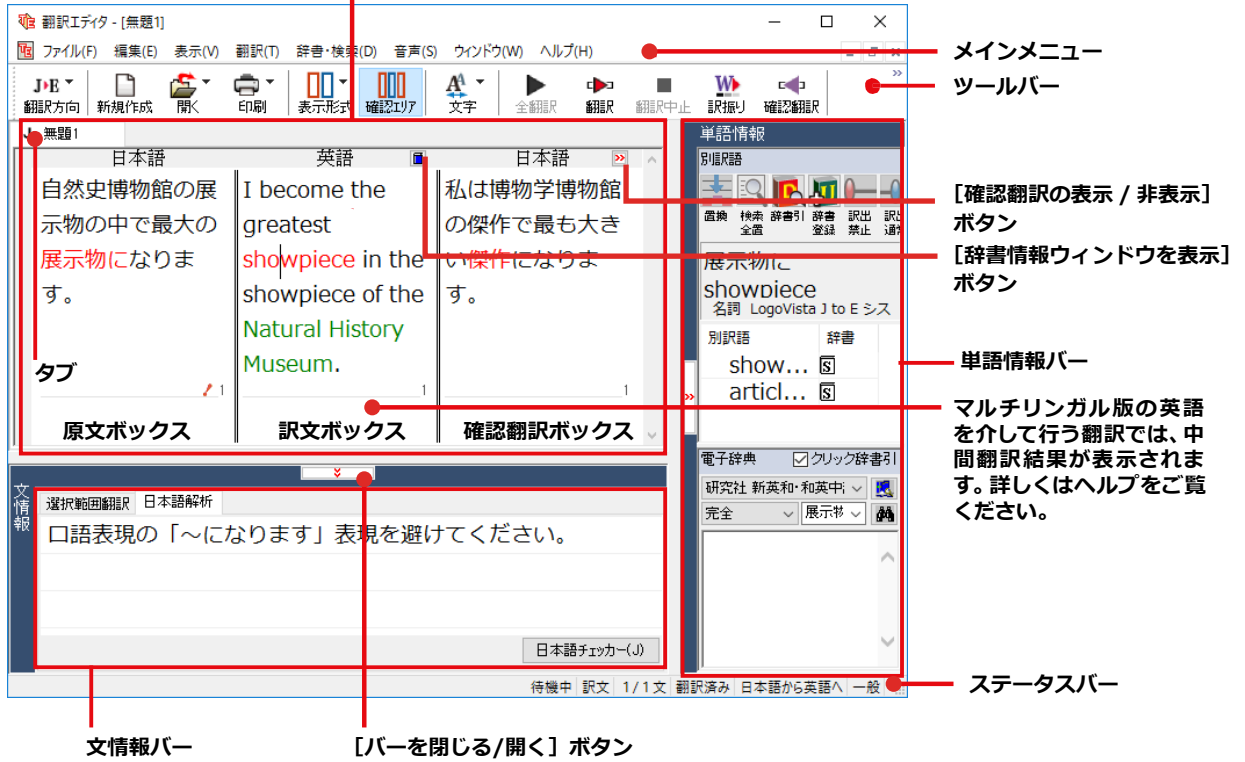 翻訳エディタ - [無題1]
ファイル(F) 編集(E) 表示(V) 翻訳(T) 辞書・検索(D) 音声(S) ウィンドウ(W) ヘルプ(H)
メインメニュー
J▶E
翻訳方向 新規作成 開く 印刷 表示形式 確認エリア 文字 全翻訳 翻訳 翻訳中止 訳振り 確認翻訳
ツールバー
無題1
日本語
英語
日本語
自然史博物館の展
示物の中で最大の
展示物になりま
す。
I become the
greatest
showpiece in the
showpiece of the
Natural History
Museum.
私は博物学博物館
の傑作で最も大き
い傑作になりま
す。
タブ
1
1
1
原文ボックス
訳文ボックス
確認翻訳ボックス
単語情報
別訳語
置換 検索全置 辞書引 辞書登録 訳出禁止
展示物に
showpiece
名詞 LogoVista J to E シス
別訳語 辞書
show... S
articl... S
電子辞典 クリック辞書引
研究社 新英和・和英中
完全 展示物
[確認翻訳の表示 / 非表示]
ボタン
[辞書情報ウィンドウを表示]
ボタン
単語情報バー
マルチリンガル版の英語
を介して行う翻訳では、中
間翻訳結果が表示されま
す。詳しくはヘルプをご覧
ください。
文情報
選択範囲翻訳 日本語解析
口語表現の「～になります」表現を避けてください。
日本語チェッカー(J)
待機中 訳文 1/1文 翻訳済み 日本語から英語へ 一般
ステータスバー
文情報バー
[バーを閉じる/開く] ボタン